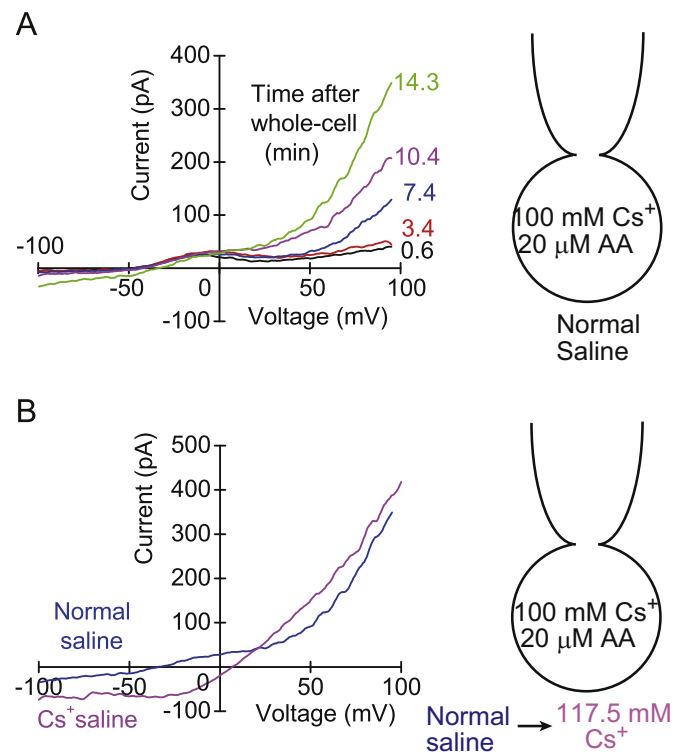 A
400
300
200
100
0
-100
-100
-50
50
100
Current (pA)
Voltage (mV)
Time after
whole-cell
(min)
14.3
10.4
7.4
3.4
0.6
100 mM Cs+
20 μM AA
Normal
Saline
B
500
400
300
200
100
0
-100
-100
-50
50
100
Current (pA)
Voltage (mV)
Normal
saline
Cs+ saline
100 mM Cs+
20 μM AA
Normal
saline
117.5 mM
Cs+